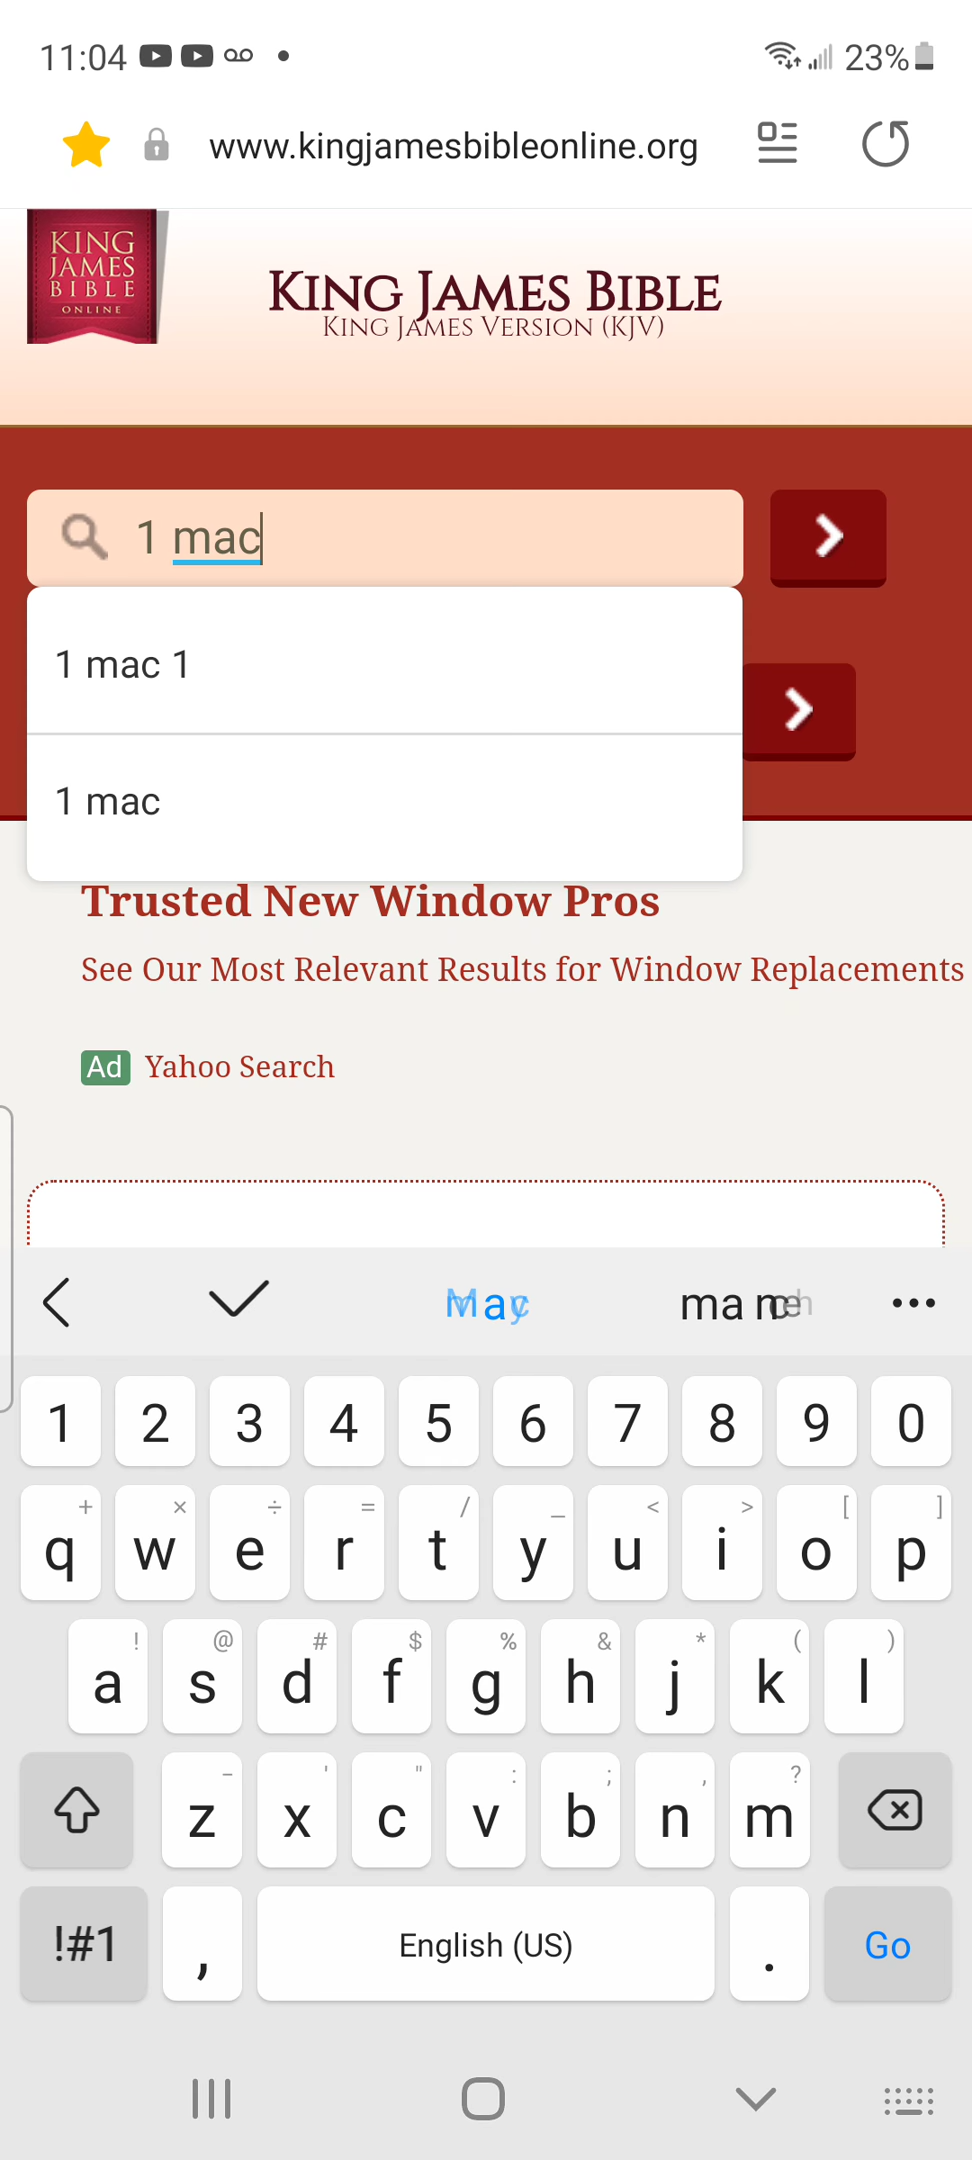 11:04
23%
www.kingjamesbibleonline.org
KING
JAMES
BIBLE
ONLINE
KING JAMES BIBLE
KING JAMES VERSION (KJV)
1 mac
1 mac 1
1 mac
Trusted New Window Pros
See Our Most Relevant Results for Window Replacements
Ad Yahoo Search
1 2 3 4 5 6 7 8 9 0
+ × ÷ = / _ < > [ ]
q w e r t y u i o p
! @ # $ % & * ( )
a s d f g h j k l
- ' " : ; , ?
z x c v b n m
!#1 , English (US) . Go